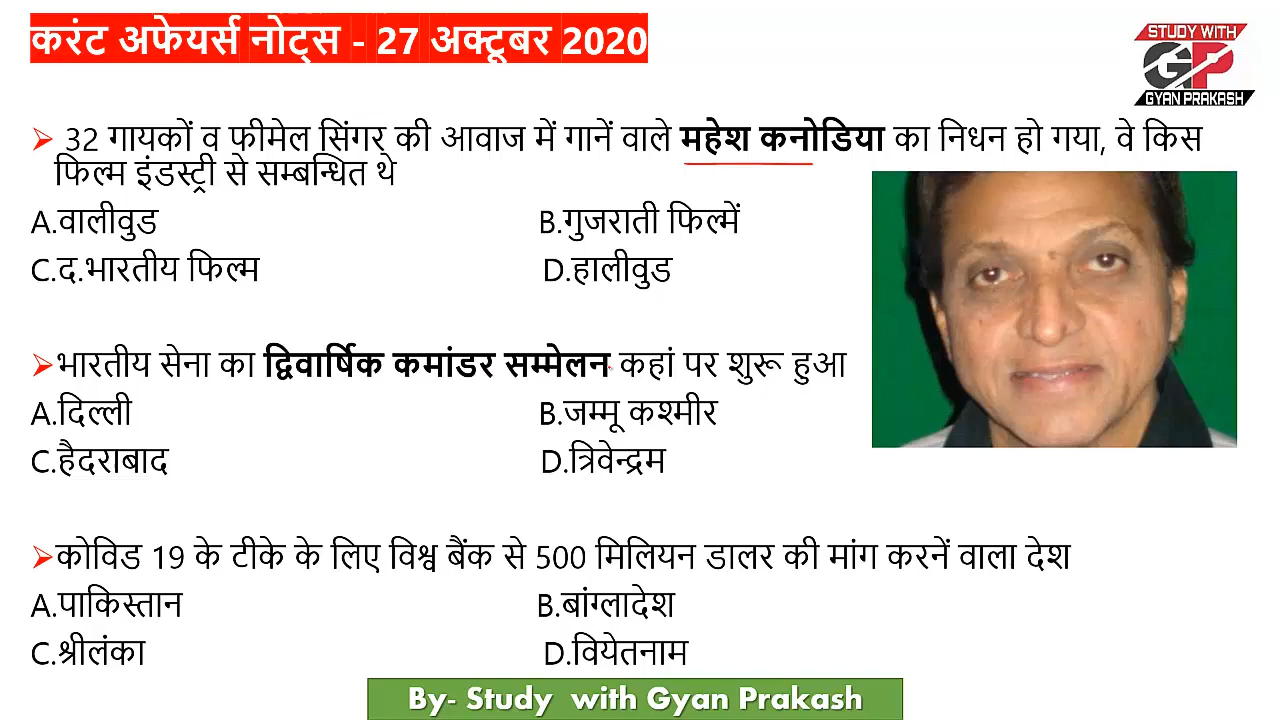 करंट अफेयर्स नोट्स - 27 अक्टूबर 2020
STUDY WITH
GP
GYAN PRAKASH
➢ 32 गायकों व फीमेल सिंगर की आवाज में गानें वाले महेश कनोडिया का निधन हो गया, वे किस
फिल्म इंडस्ट्री से सम्बन्धित थे
A.वालीवुड B.गुजराती फिल्में
C.द.भारतीय फिल्म D.हालीवुड
➢भारतीय सेना का द्विवार्षिक कमांडर सम्मेलन कहां पर शुरू हुआ
A.दिल्ली B.जम्मू कश्मीर
C.हैदराबाद D.त्रिवेन्द्रम
➢कोविड 19 के टीके के लिए विश्व बैंक से 500 मिलियन डालर की मांग करनें वाला देश
A.पाकिस्तान B.बांग्लादेश
C.श्रीलंका D.वियेतनाम
By- Study with Gyan Prakash